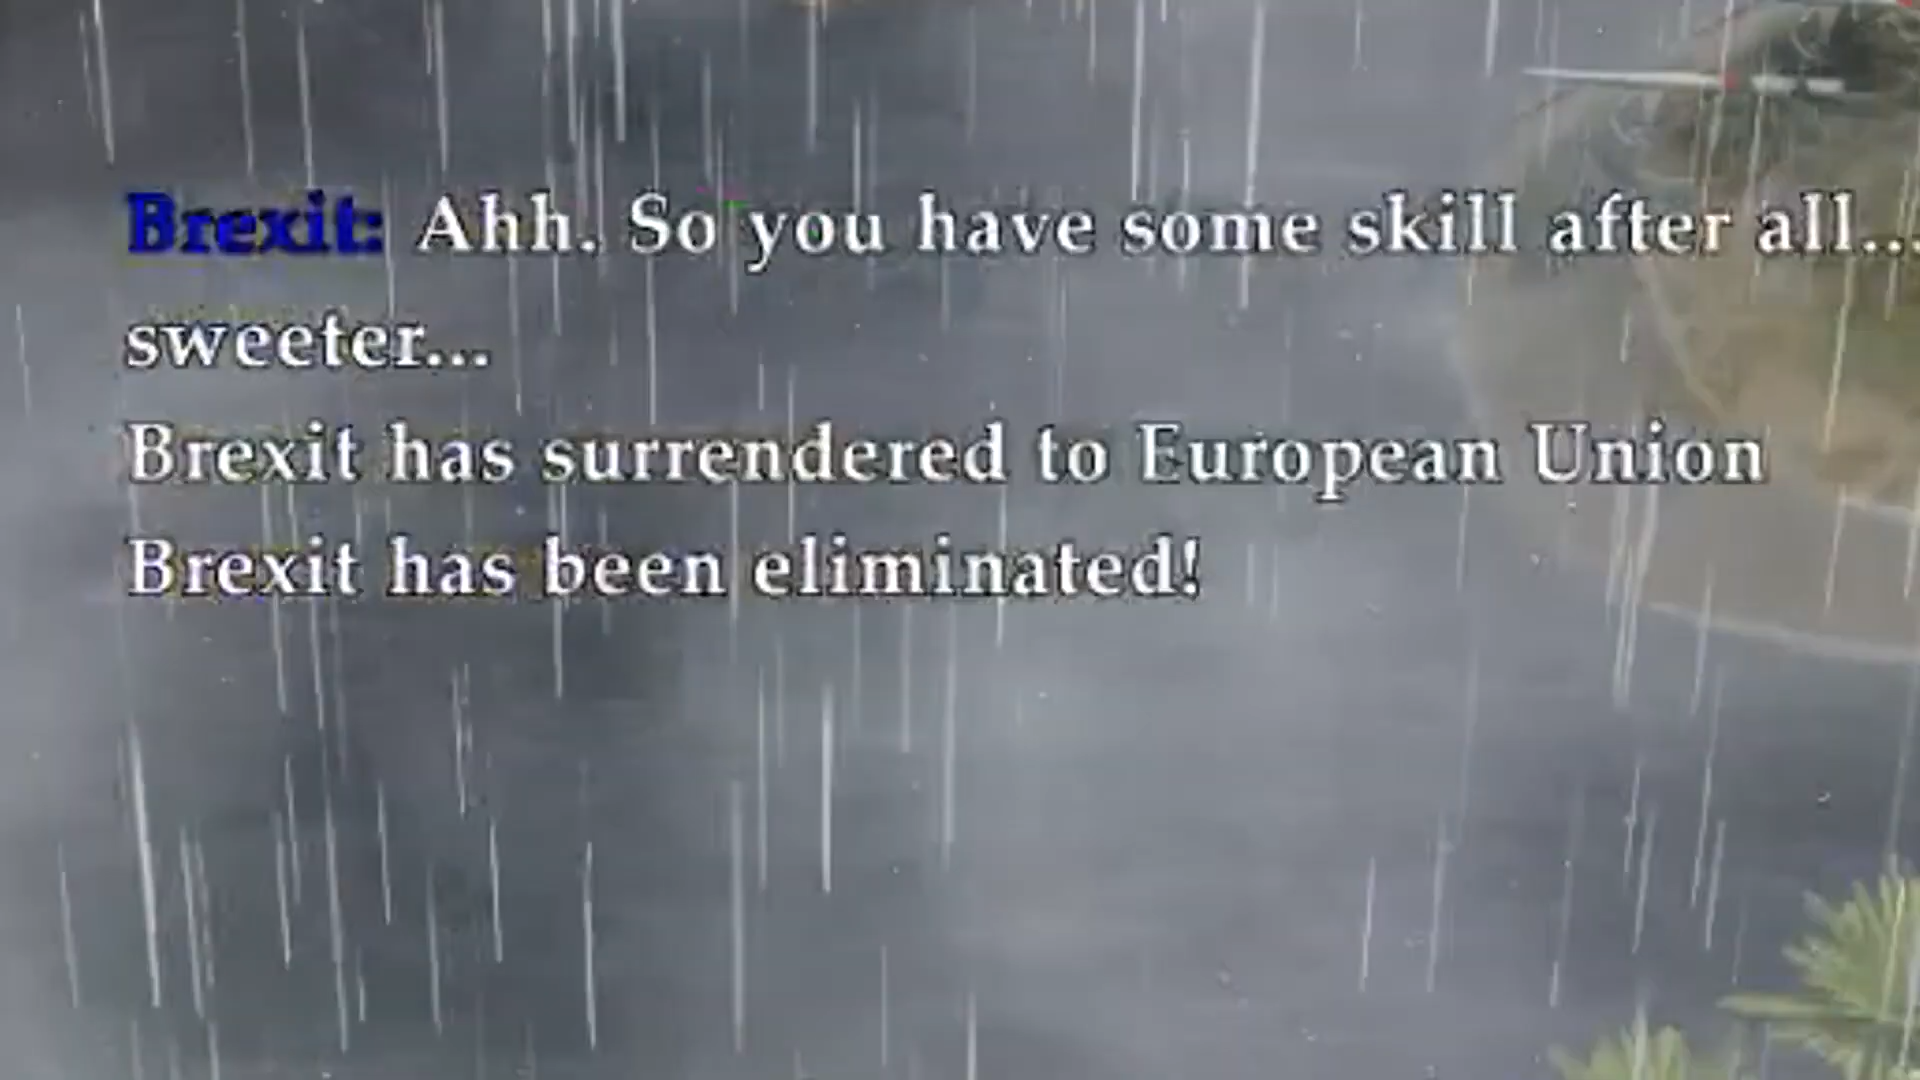 Brexit: Ahh. So you have some skill after all...
sweeter...
Brexit has surrendered to European Union
Brexit has been eliminated!